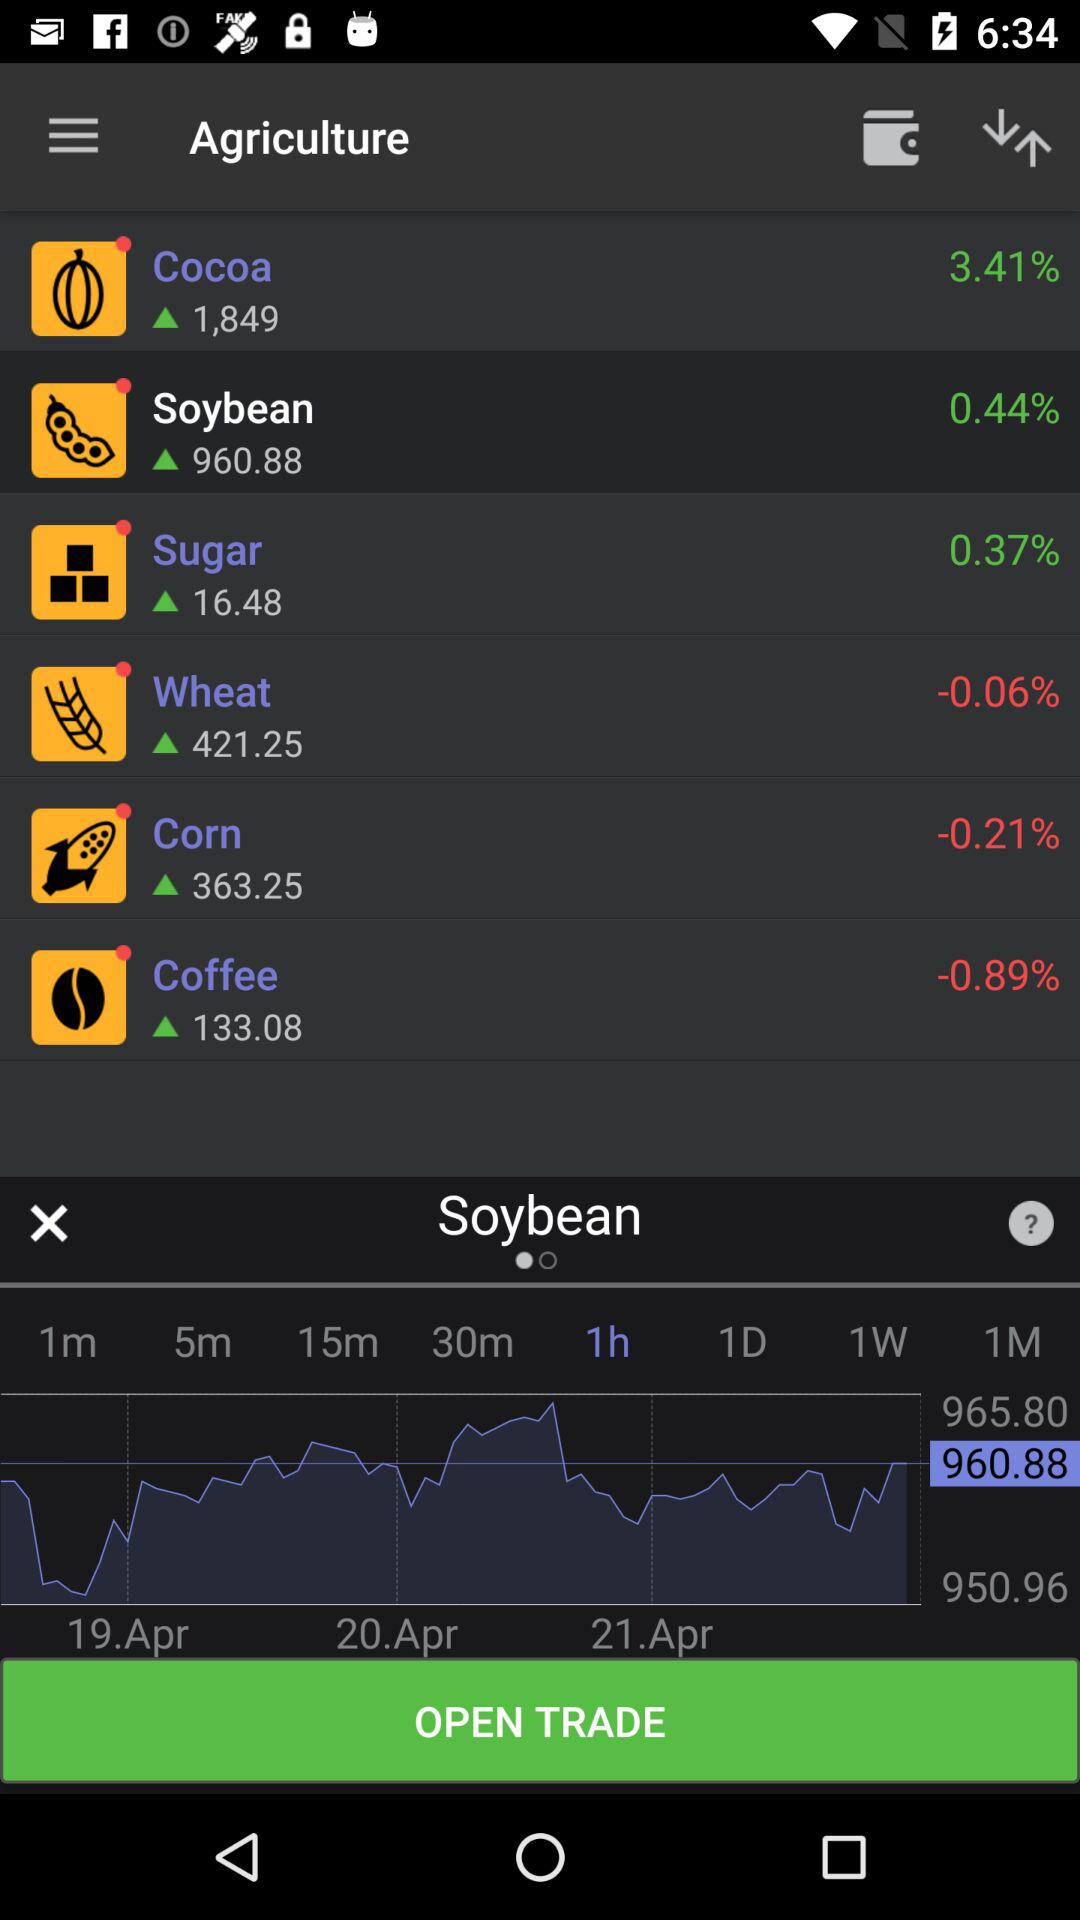 FAKE
6:34
Agriculture
Cocoa 3.41%
1,849
Soybean 0.44%
960.88
Sugar 0.37%
16.48
Wheat -0.06%
421.25
Corn -0.21%
363.25
Coffee -0.89%
133.08
Soybean ?
1m 5m 15m 30m 1h 1D 1W 1M
965.80
960.88
950.96
19.Apr 20.Apr 21.Apr
OPEN TRADE